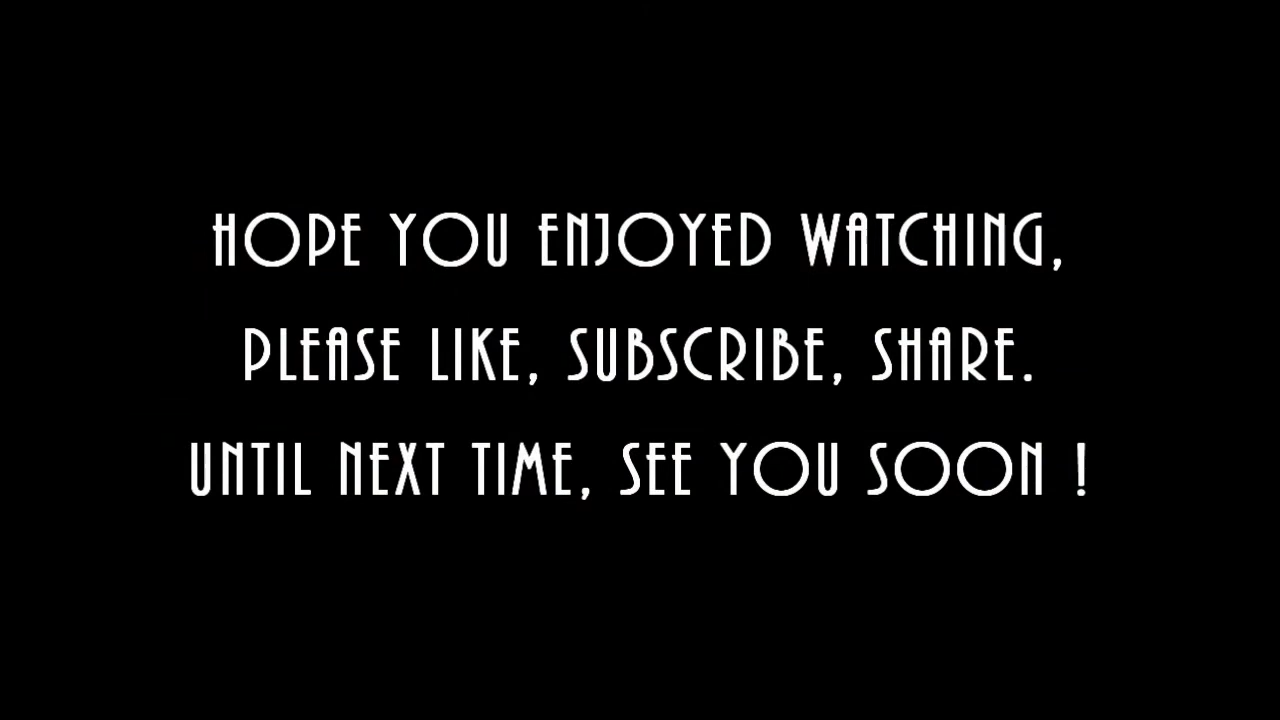 HOPE YOU ENJOYED WATCHING,
PLEASE LIKE, SUBSCRIBE, SHARE.
UNTIL NEXT TIME, SEE YOU SOON !